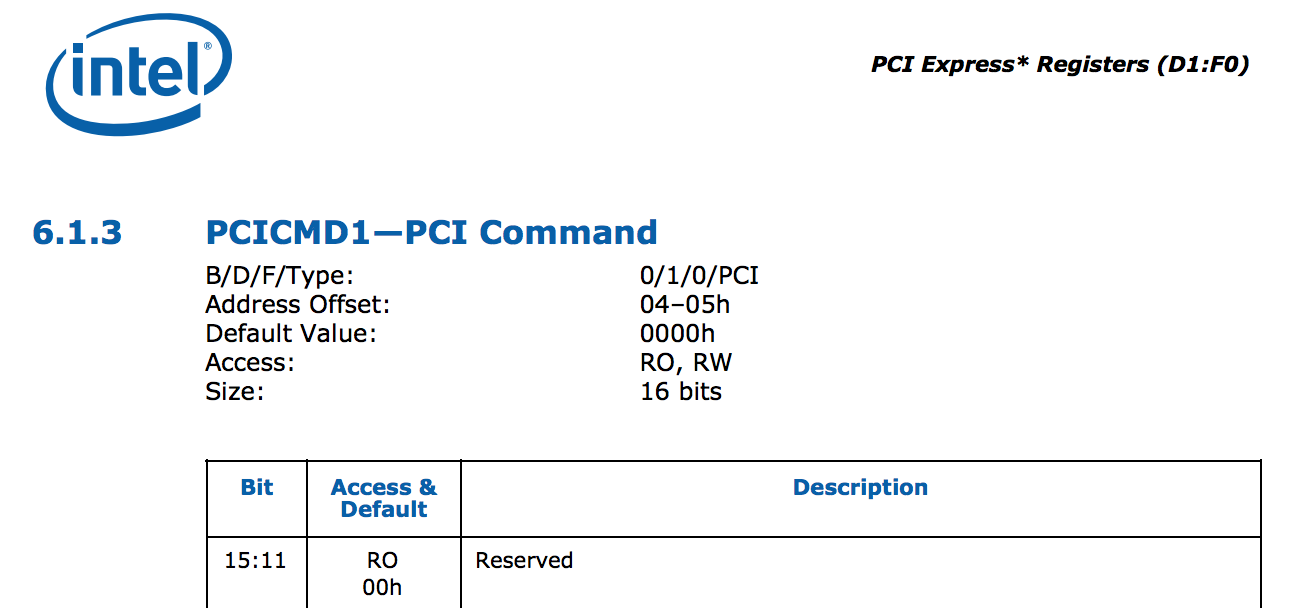 intel®
PCI Express* Registers (D1:F0)
6.1.3 PCICMD1—PCI Command
B/D/F/Type: 0/1/0/PCI
Address Offset: 04–05h
Default Value: 0000h
Access: RO, RW
Size: 16 bits
Bit Access & Default Description
15:11 RO Reserved
00h